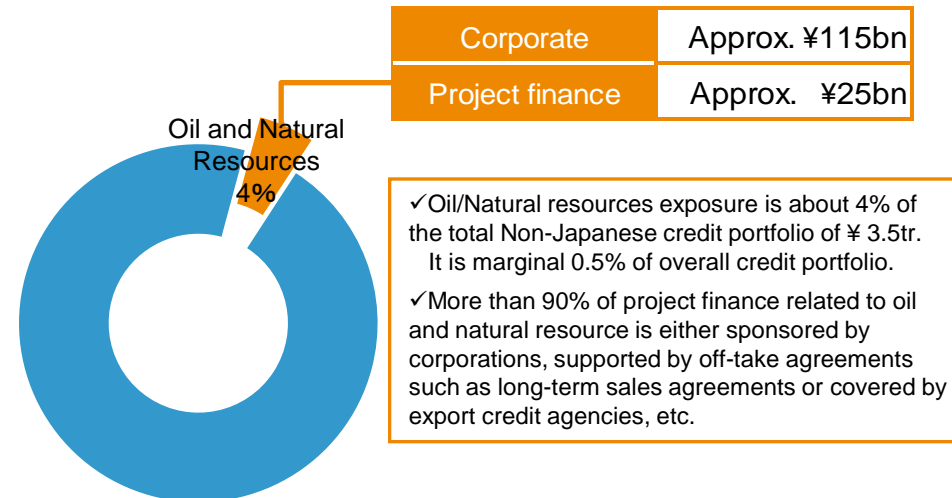 Corporate Approx. ¥115bn
Project finance Approx. ¥25bn
Oil and Natural
Resources
4%
✓Oil/Natural resources exposure is about 4% of
the total Non-Japanese credit portfolio of ¥ 3.5tr.
It is marginal 0.5% of overall credit portfolio.
✓More than 90% of project finance related to oil
and natural resource is either sponsored by
corporations, supported by off-take agreements
such as long-term sales agreements or covered by
export credit agencies, etc.